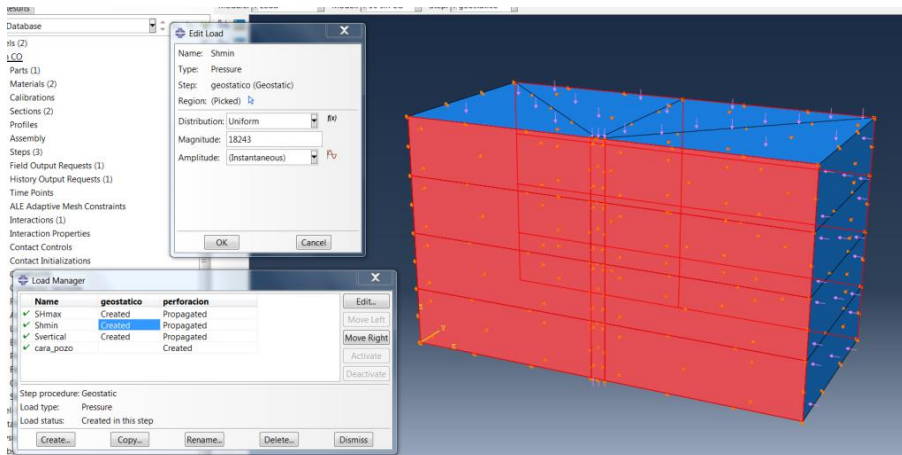 Results
Database
(2)
Parts (1)
Materials (2)
Calibrations
Sections (2)
Profiles
Assembly
Steps (3)
Field Output Requests (1)
History Output Requests (1)
Time Points
ALE Adaptive Mesh Constraints
Interactions (1)
Interaction Properties
Contact Controls
Contact Initializations
Edit Load
X
Name: Shmin
Type: Pressure
Step: geostatico (Geostatic)
Region: (Picked)
Distribution: Uniform f(x)
Magnitude: 18243
Amplitude: (Instantaneous)
OK Cancel
Load Manager X
Name geostatico perforacion
SHmax Created Propagated
Shmin Created Propagated
Svertical Created Propagated
cara_pozo Created
Edit...
Move Left
Move Right
Activate
Deactivate
Step procedure: Geostatic
Load type: Pressure
Load status: Created in this step
Create... Copy... Rename... Delete... Dismiss